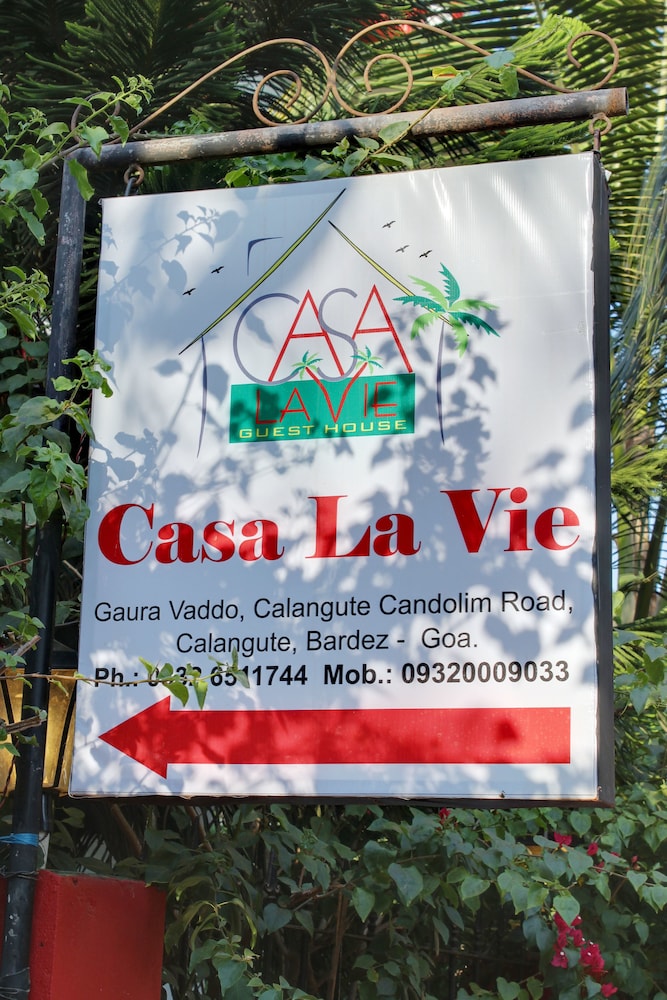 CASA
LA VIE
GUEST HOUSE
Casa La Vie
Gaura Vaddo, Calangute Candolim Road,
Calangute, Bardez - Goa.
Ph.: 6511744 Mob.: 09320009033